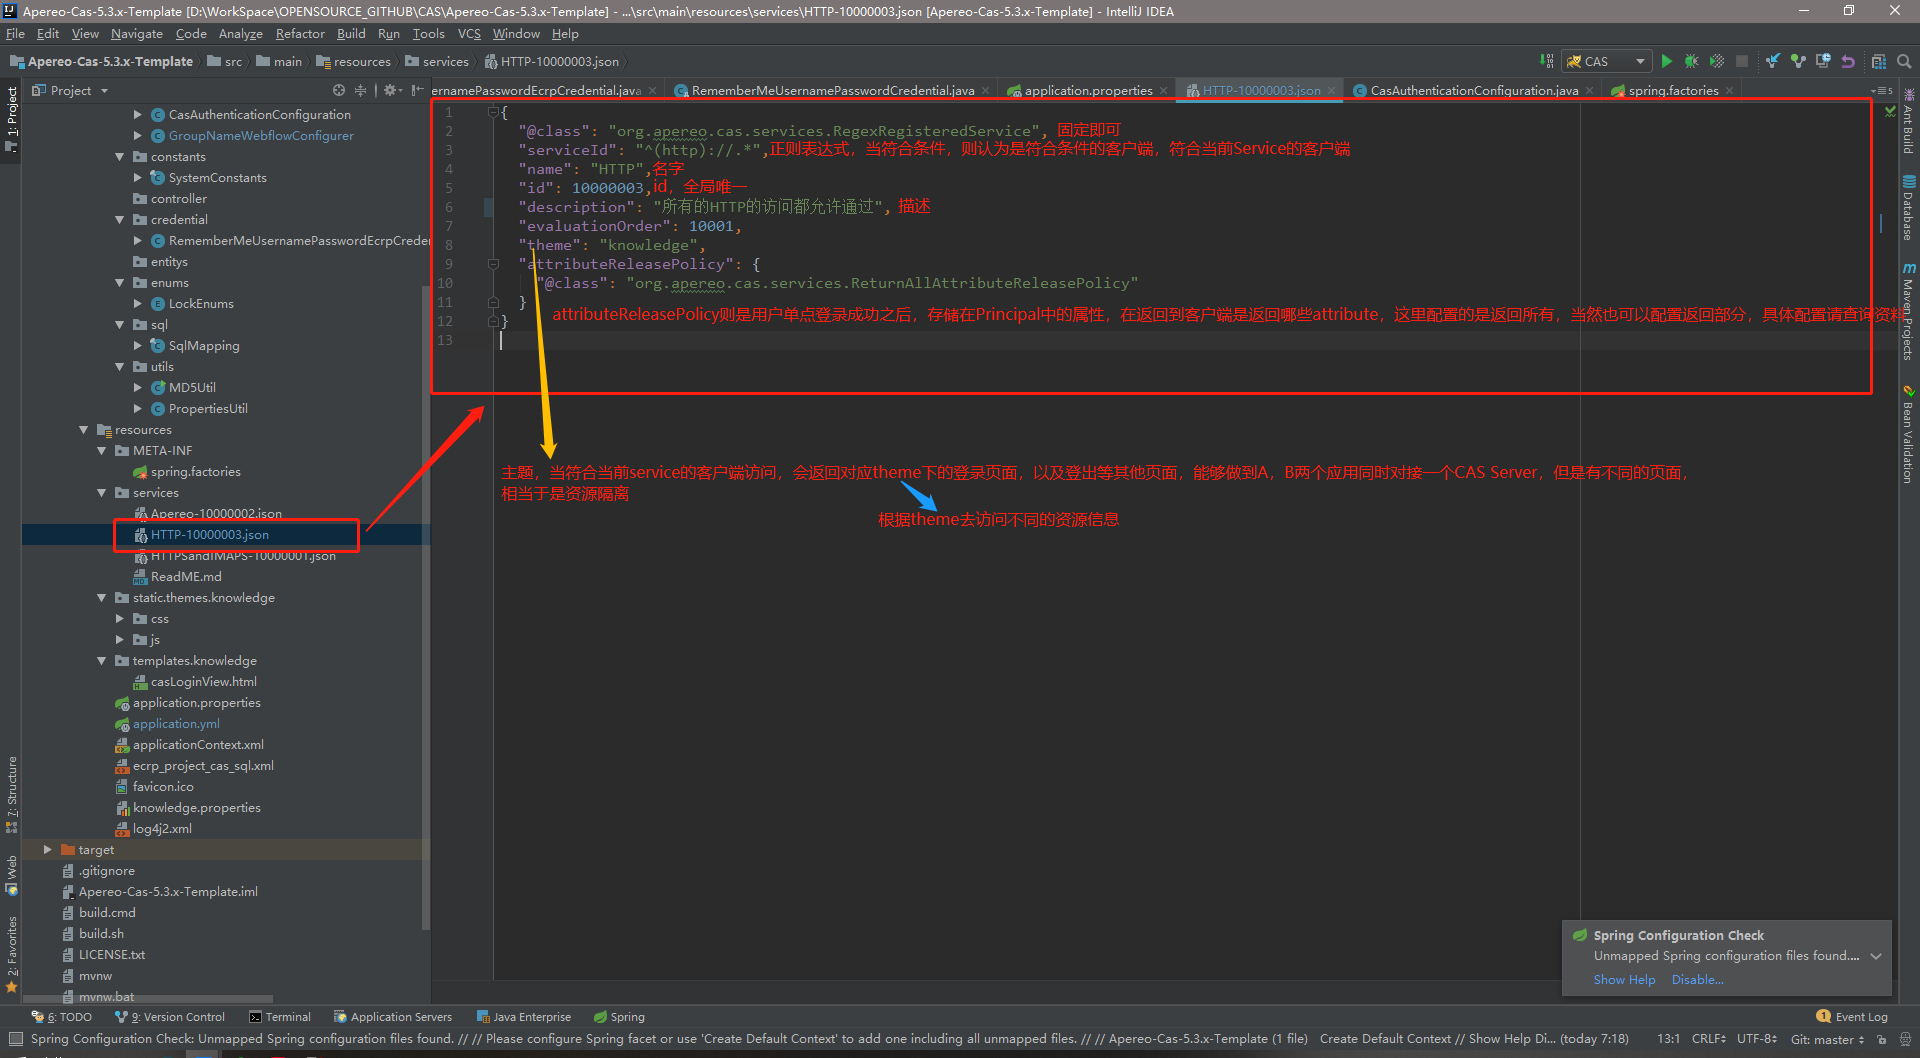 Apereo-Cas-5.3.x-Template [D:\WorkSpace\OPENSOURCE_GITHUB\CAS\Apereo-Cas-5.3.x-Template] - ...\src\main\resources\services\HTTP-10000003.json [Apereo-Cas-5.3.x-Template] - IntelliJ IDEA
File Edit View Navigate Code Analyze Refactor Build Run Tools VCS Window Help
Apereo-Cas-5.3.x-Template src main resources services HTTP-10000003.json CAS
Project
ernamePasswordEcrpCredential.java RememberMeUsernamePasswordCredential.java application.properties HTTP-10000003.json CasAuthenticationConfiguration.java spring.factories
1: Project
7: Structure
Web
2: Favorites
CasAuthenticationConfiguration
GroupNameWebflowConfigurer
constants
SystemConstants
controller
credential
RememberMeUsernamePasswordEcrpCreder
entitys
enums
LockEnums
sql
SqlMapping
utils
MD5Util
PropertiesUtil
resources
META-INF
spring.factories
services
Apereo-10000002.json
HTTP-10000003.json
HTTPSandIMAPS-10000001.json
ReadME.md
static.themes.knowledge
css
js
templates.knowledge
casLoginView.html
application.properties
application.yml
applicationContext.xml
ecrp_project_cas_sql.xml
favicon.ico
knowledge.properties
log4j2.xml
target
.gitignore
Apereo-Cas-5.3.x-Template.iml
build.cmd
build.sh
LICENSE.txt
mvnw
mvnw.bat
1 {
2 "@class": "org.apereo.cas.services.RegexRegisteredService", 固定即可
3 "serviceId": "^(http)://.*",正则表达式，当符合条件，则认为是符合条件的客户端，符合当前Service的客户端
4 "name": "HTTP",名字
5 "id": 10000003,id，全局唯一
6 "description": "所有的HTTP的访问都允许通过", 描述
7 "evaluationOrder": 10001,
8 "theme": "knowledge",
9 "attributeReleasePolicy": {
10 "@class": "org.apereo.cas.services.ReturnAllAttributeReleasePolicy"
11 }
attributeReleasePolicy则是用户单点登录成功之后，存储在Principal中的属性，在返回到客户端是返回哪些attribute，这里配置的是返回所有，当然也可以配置返回部分，具体配置请查询资料
12 }
13
主题，当符合当前service的客户端访问，会返回对应theme下的登录页面，以及登出等其他页面，能够做到A，B两个应用同时对接一个CAS Server，但是有不同的页面，
相当于是资源隔离
根据theme去访问不同的资源信息
Ant Build
Database
Maven Projects
Bean Validation
Spring Configuration Check
Unmapped Spring configuration files found....
Show Help Disable...
6: TODO 9: Version Control Terminal Application Servers Java Enterprise Spring 1 Event Log
Spring Configuration Check: Unmapped Spring configuration files found. // // Please configure Spring facet or use 'Create Default Context' to add one including all unmapped files. // // Apereo-Cas-5.3.x-Template (1 file) Create Default Context // Show Help Di... (today 7:18) 13:1 CRLF UTF-8 Git: master